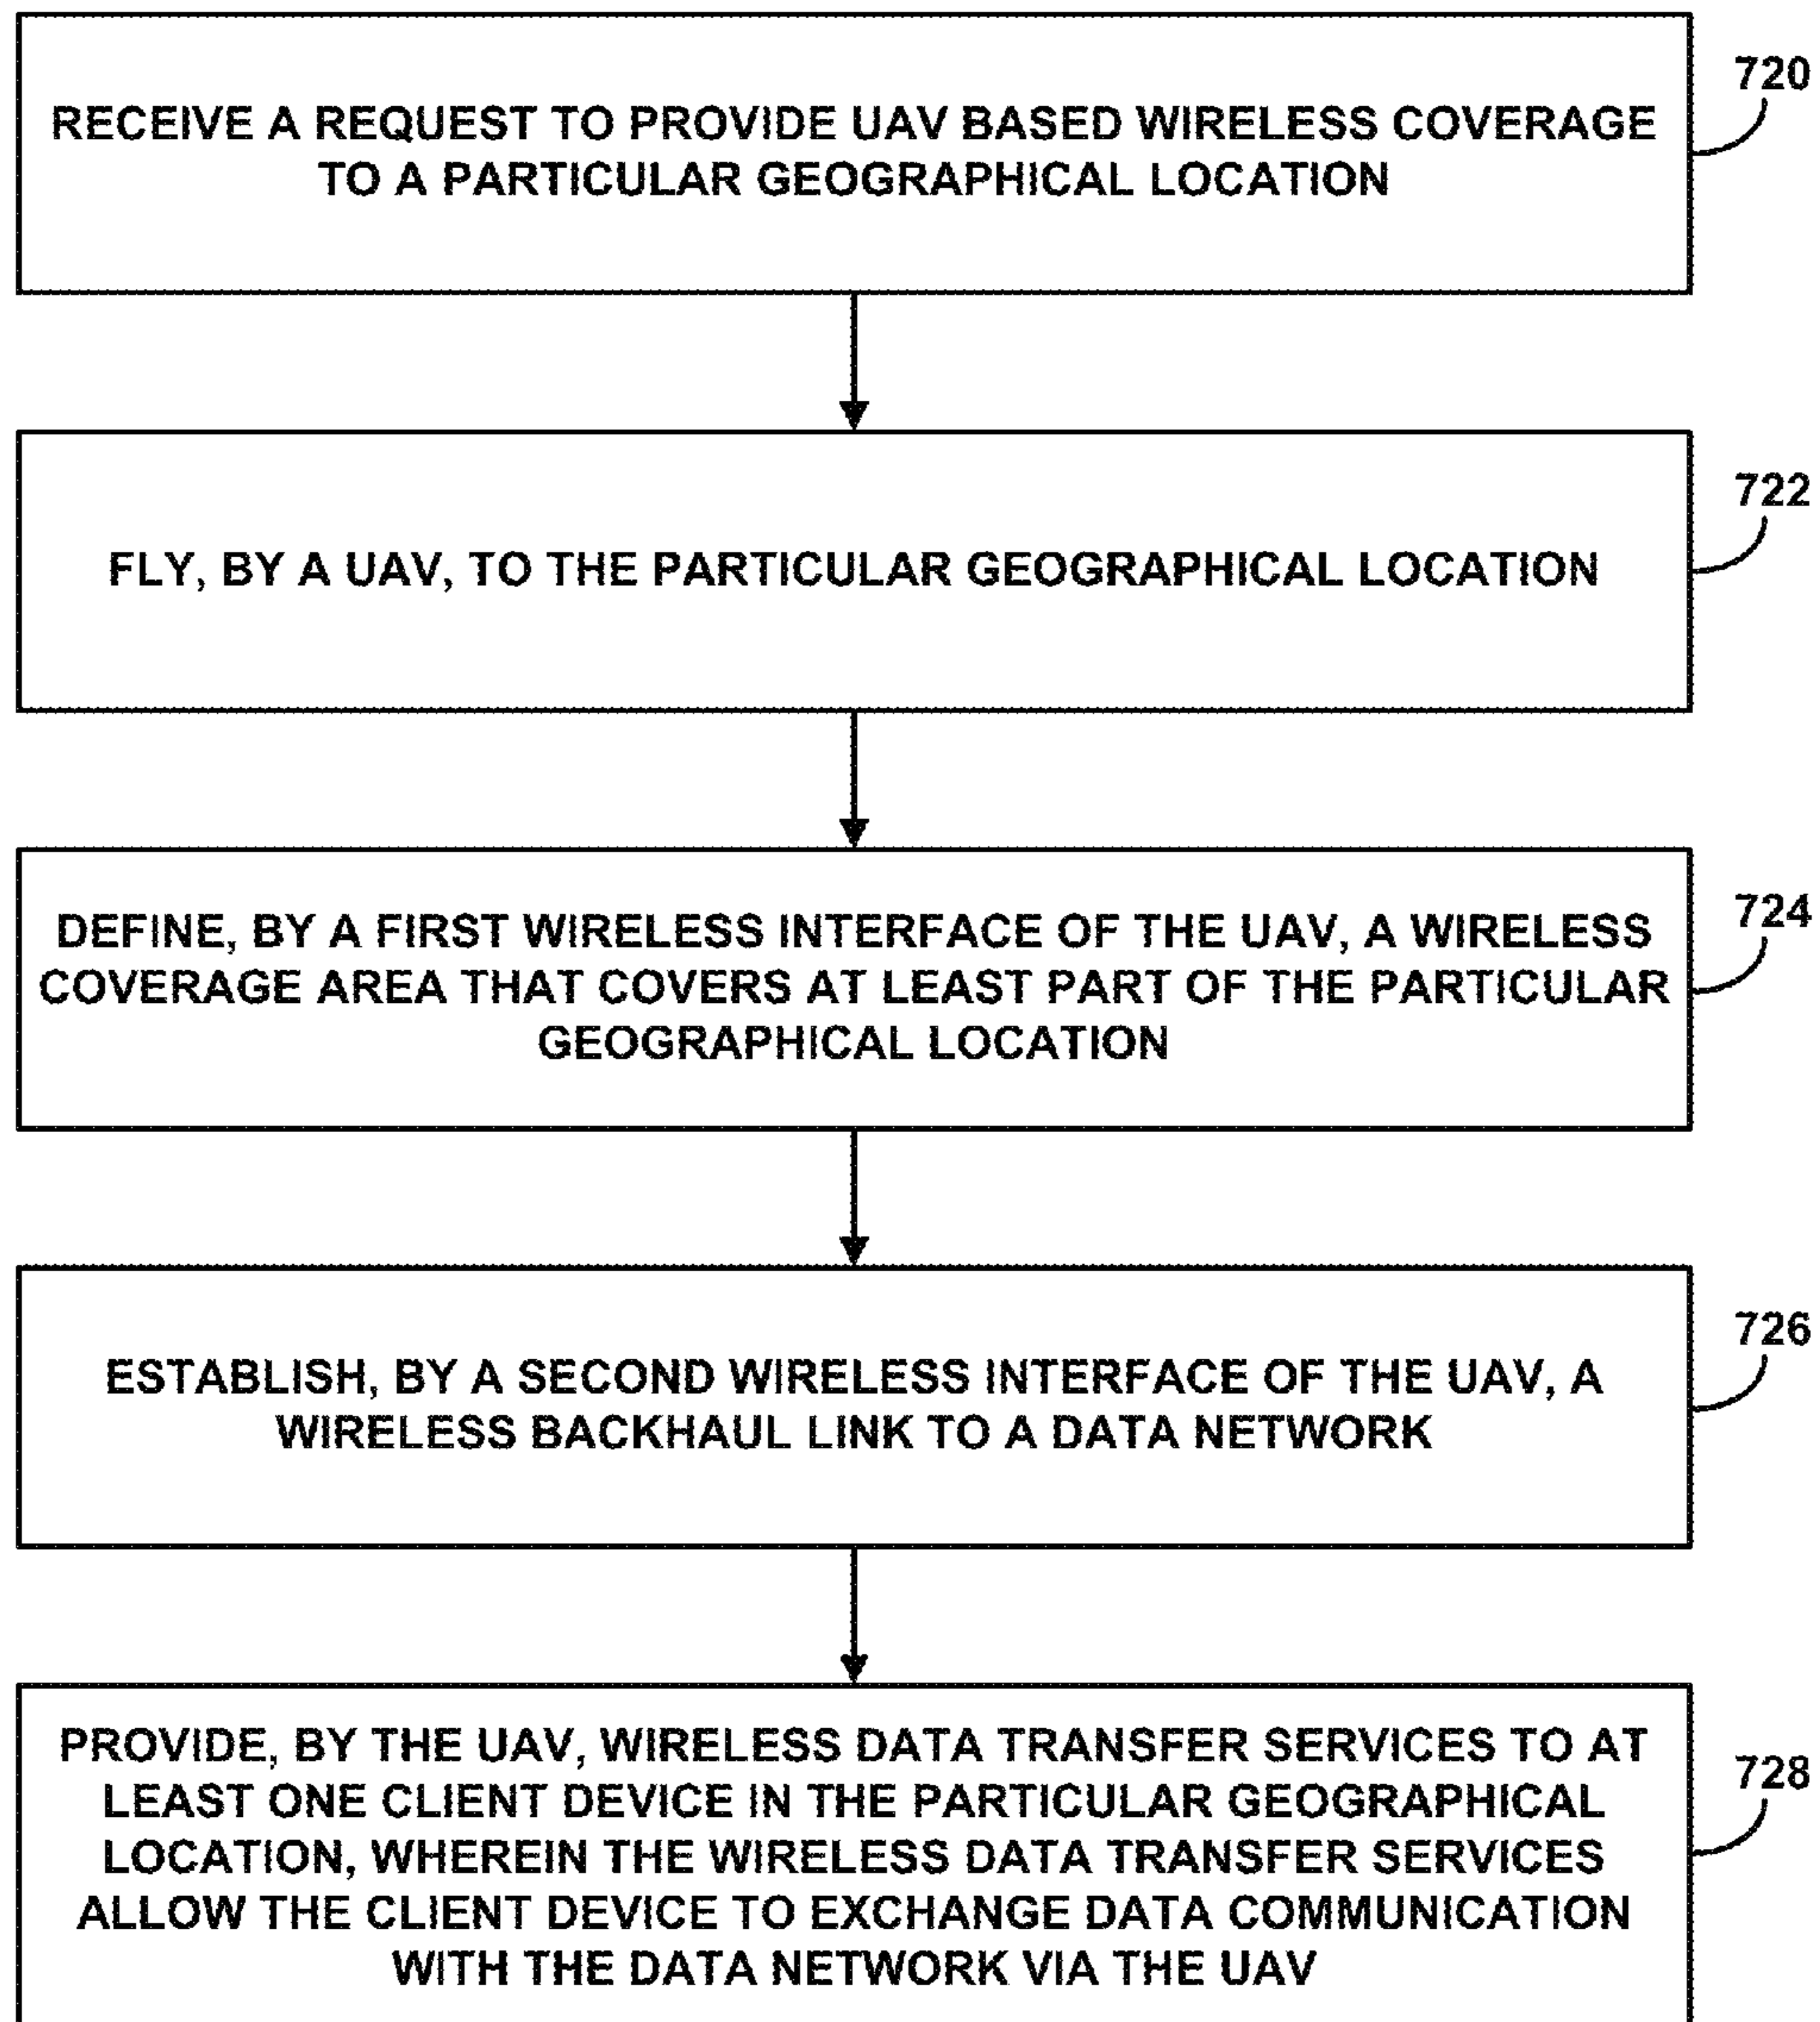 720
RECEIVE A REQUEST TO PROVIDE UAV BASED WIRELESS COVERAGE
TO A PARTICULAR GEOGRAPHICAL LOCATION
722
FLY, BY A UAV, TO THE PARTICULAR GEOGRAPHICAL LOCATION
724
DEFINE, BY A FIRST WIRELESS INTERFACE OF THE UAV, A WIRELESS
COVERAGE AREA THAT COVERS AT LEAST PART OF THE PARTICULAR
GEOGRAPHICAL LOCATION
726
ESTABLISH, BY A SECOND WIRELESS INTERFACE OF THE UAV, A
WIRELESS BACKHAUL LINK TO A DATA NETWORK
728
PROVIDE, BY THE UAV, WIRELESS DATA TRANSFER SERVICES TO AT
LEAST ONE CLIENT DEVICE IN THE PARTICULAR GEOGRAPHICAL
LOCATION, WHEREIN THE WIRELESS DATA TRANSFER SERVICES
ALLOW THE CLIENT DEVICE TO EXCHANGE DATA COMMUNICATION
WITH THE DATA NETWORK VIA THE UAV